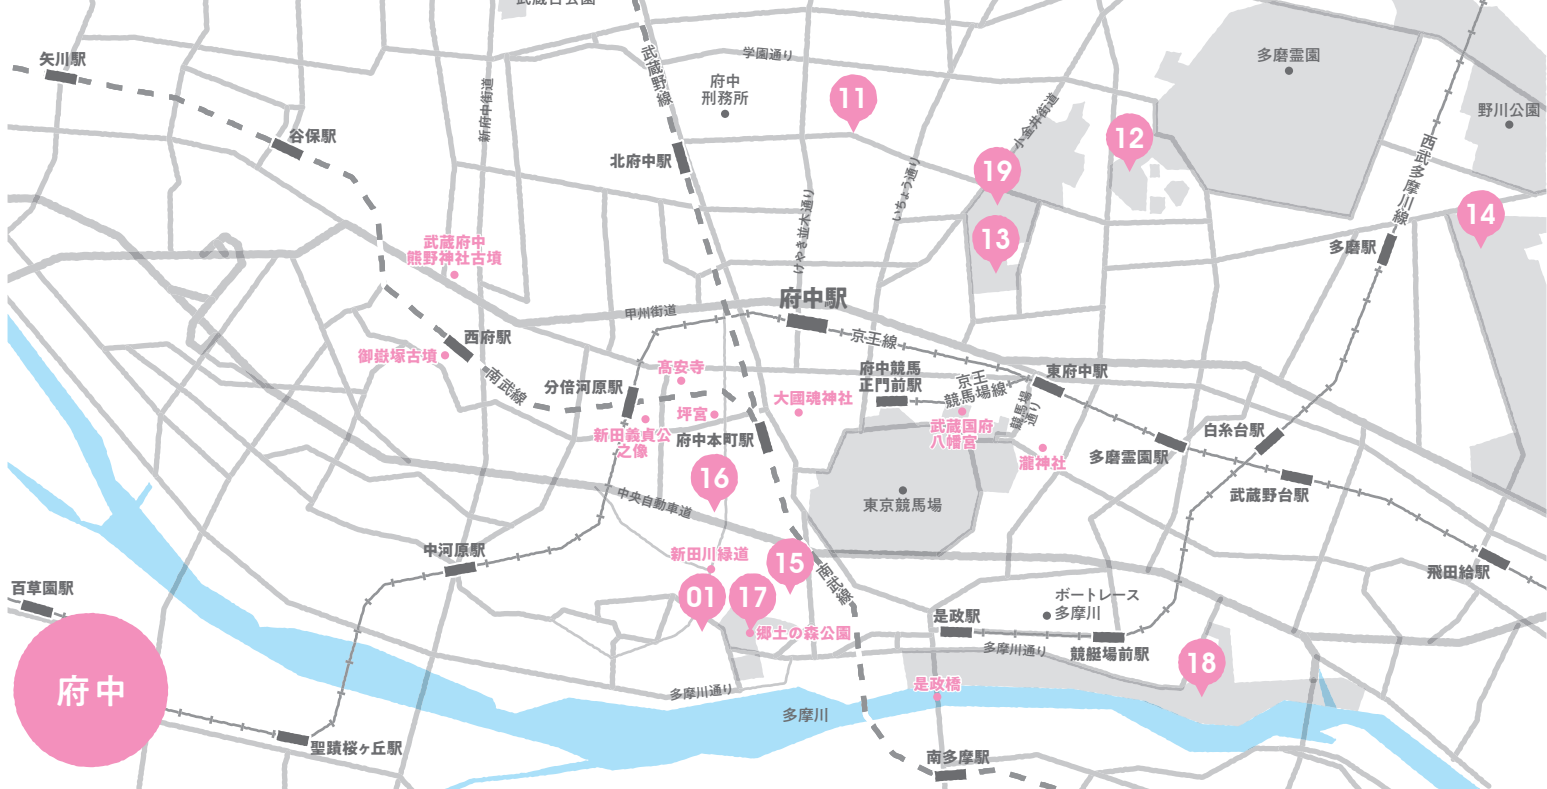 武蔵台公園
矢川駅
武蔵野線
学園通り
多磨霊園
府中
刑務所
11
新府中街道
小金井街道
野川公園
12
谷保駅
北府中駅
西武多摩川線
19
いちょう通り
けやき並木通り
14
13
武蔵府中
熊野神社古墳
多磨駅
府中駅
甲州街道
京王線
西府駅
御嶽塚古墳
南武線
高安寺
府中競馬
正門前駅
京王
競馬場線
東府中駅
分倍河原駅
大國魂神社
競馬場
通り
坪宮
新田義貞公
之像
府中本町駅
武蔵国府
八幡宮
瀧神社
白糸台駅
多磨霊園駅
16
武蔵野台駅
中央自動車道
東京競馬場
中河原駅
新田川緑道
15
南武線
飛田給駅
百草園駅
01
17
ボートレース
多摩川
是政駅
郷土の森公園
多摩川通り
競艇場前駅
18
府中
多摩川通り
是政橋
多摩川
聖蹟桜ヶ丘駅
南多摩駅